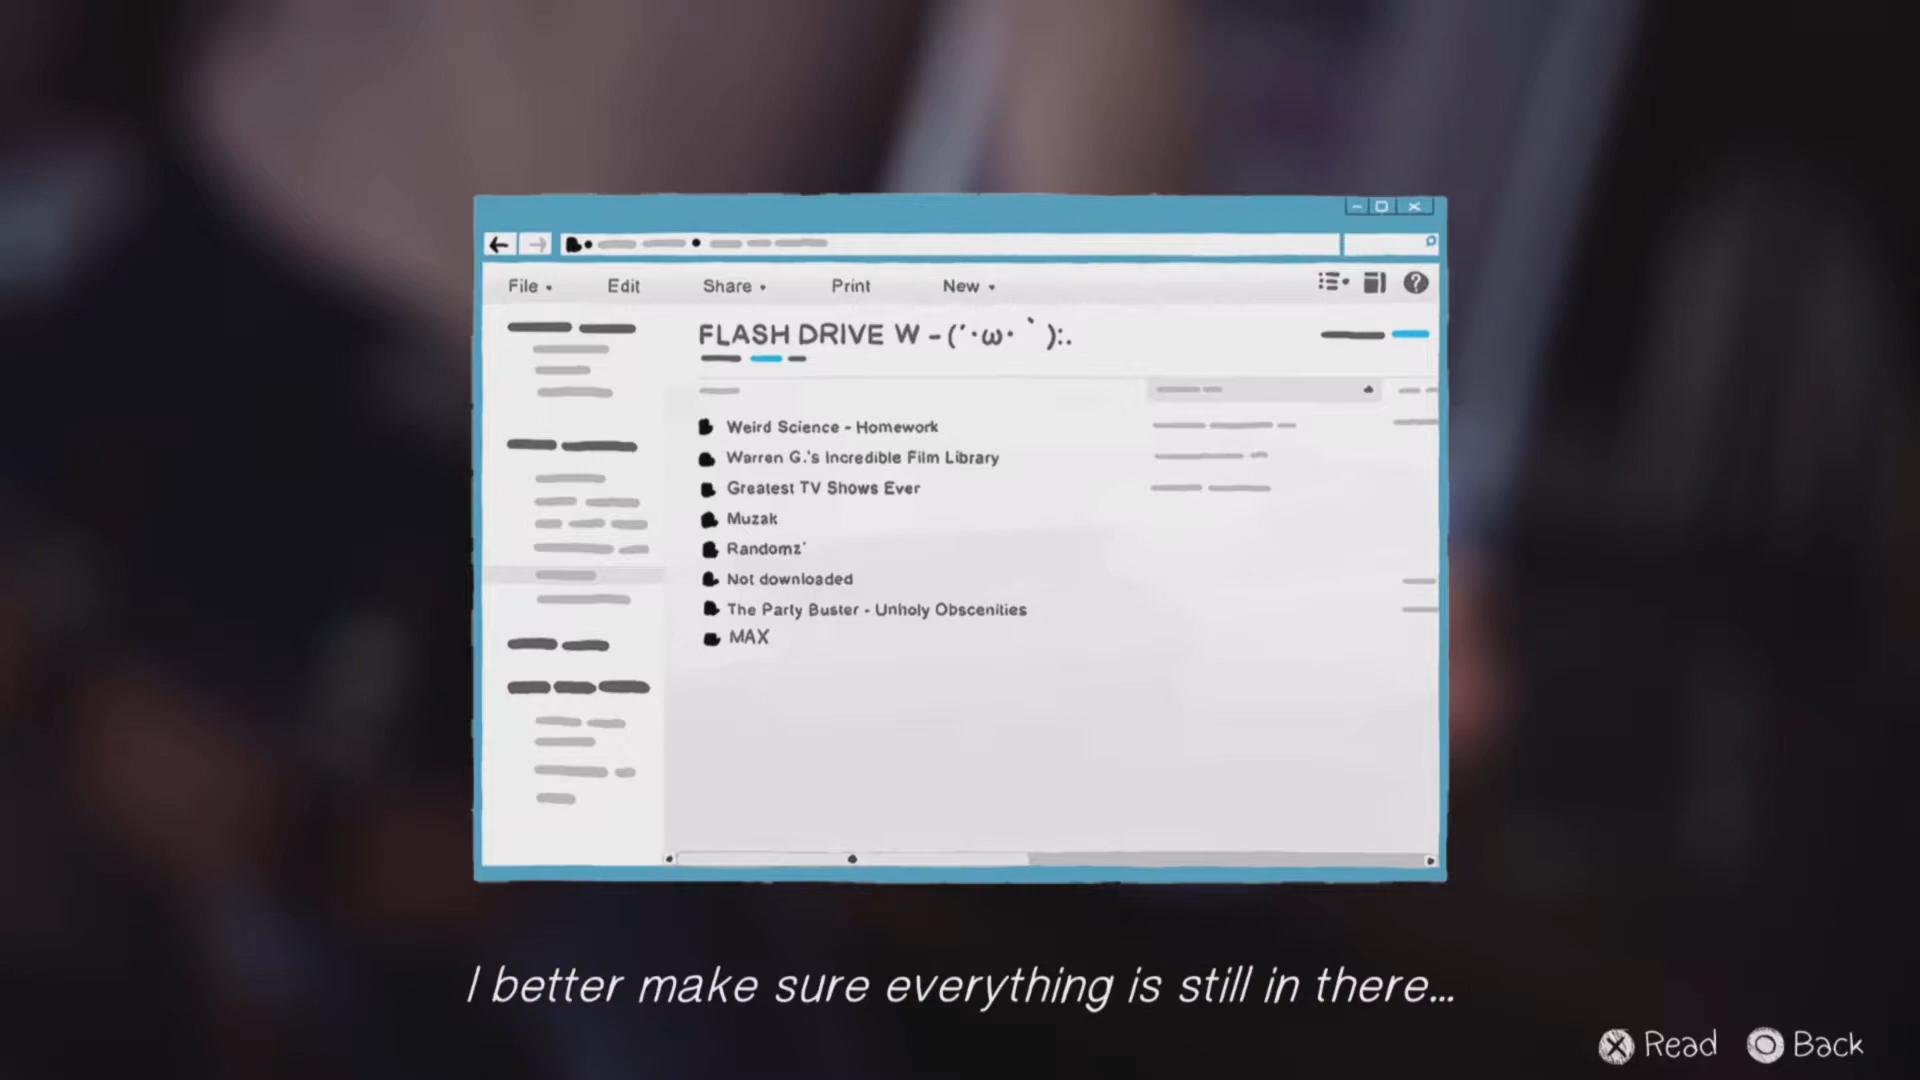 File
Edit
Share
Print
New
FLASH DRIVE W - (´･ω･`):.
Weird Science - Homework
Warren G.'s Incredible Film Library
Greatest TV Shows Ever
Muzak
Randomz'
Not downloaded
The Party Buster - Unholy Obscenities
MAX
I better make sure everything is still in there...
Read
Back